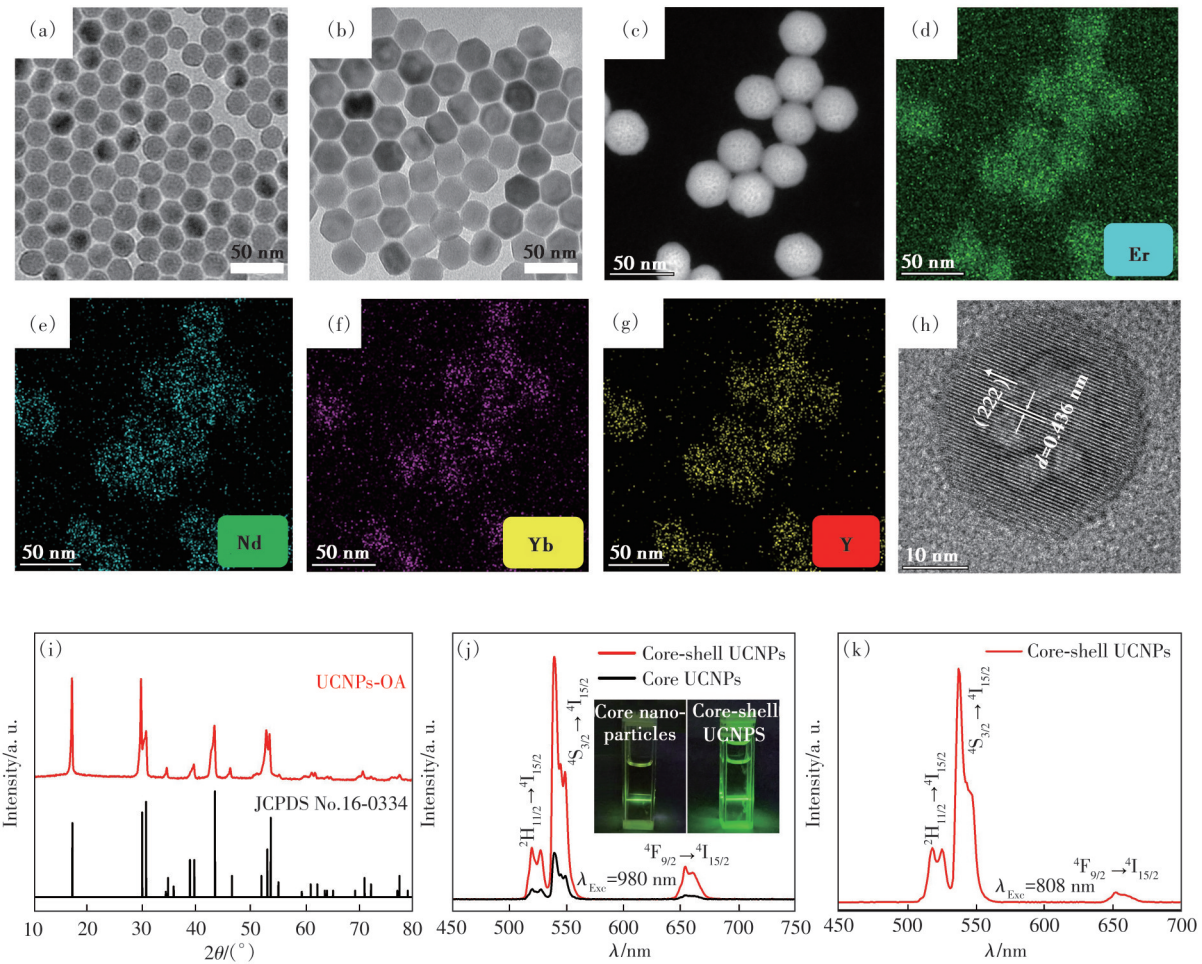 (a)
50 nm
(b)
50 nm
(c)
50 nm
(d)
Er
50 nm
(e)
Nd
50 nm
(f)
Yb
50 nm
(g)
Y
50 nm
(h)
(222)
d=0.436 nm
10 nm
(i)
UCNPs-OA
JCPDS No.16-0334
Intensity/a. u.
10 20 30 40 50 60 70 80
2θ/(°)
(j)
Core-shell UCNPs
Core UCNPs
Core nano-
particles
Core-shell
UCNPS
²H₁₁/₂→⁴I₁₅/₂
⁴S₃/₂→⁴I₁₅/₂
⁴F₉/₂→⁴I₁₅/₂
λExc=980 nm
Intensity/a. u.
450 500 550 600 650 700 750
λ/nm
(k)
Core-shell UCNPs
²H₁₁/₂→⁴I₁₅/₂
⁴S₃/₂→⁴I₁₅/₂
⁴F₉/₂→⁴I₁₅/₂
λExc=808 nm
Intensity/a. u.
450 500 550 600 650 700
λ/nm